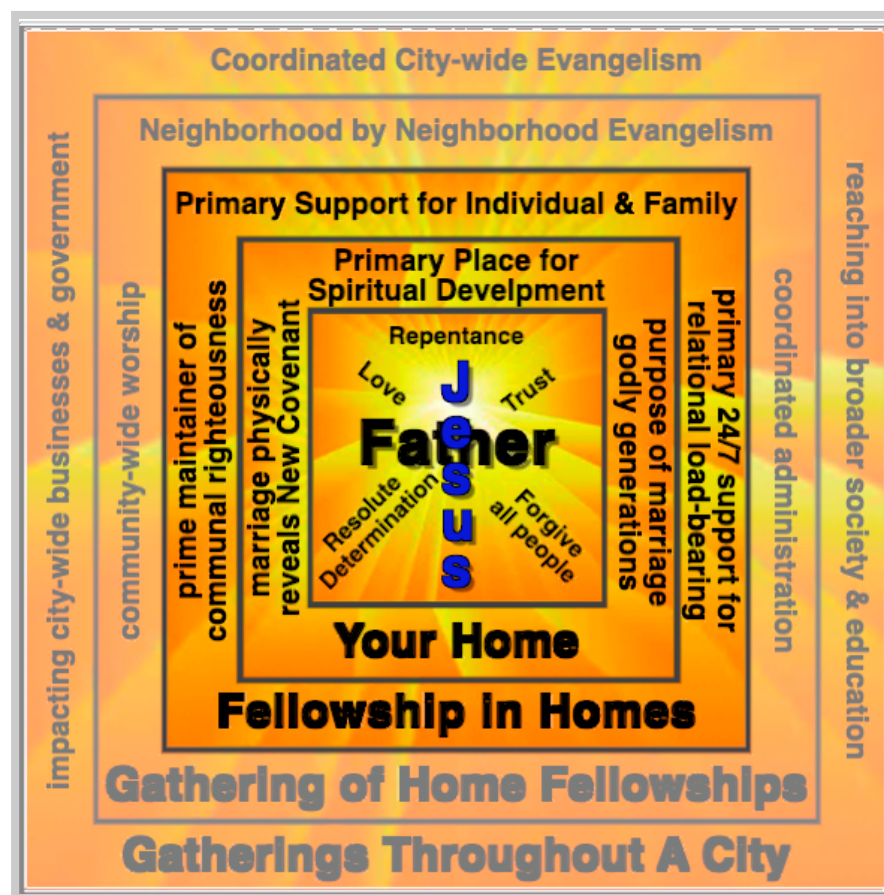 Coordinated City-wide Evangelism
Neighborhood by Neighborhood Evangelism
Primary Support for Individual & Family
Primary Place for
Spiritual Develpment
Repentance
Love
Trust
Jesus
Father
Resolute
Determination
Forgive
all people
impacting city-wide businesses & government
community-wide worship
prime maintainer of
communal righteousness
marriage physically
reveals New Covenant
purpose of marriage
godly generations
primary 24/7 support for
relational load-bearing
coordinated administration
reaching into broader society & education
Your Home
Fellowship in Homes
Gathering of Home Fellowships
Gatherings Throughout A City